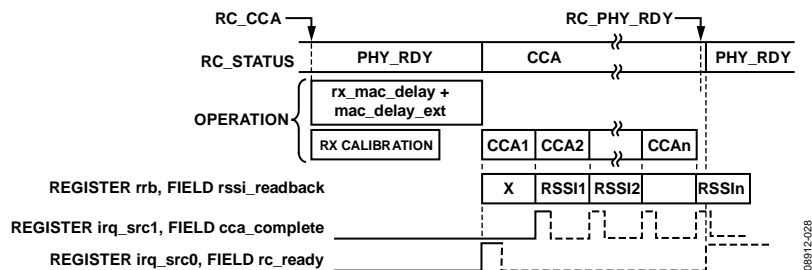 RC_CCA RC_PHY_RDY
RC_STATUS PHY_RDY CCA PHY_RDY
OPERATION
rx_mac_delay +
mac_delay_ext
RX CALIBRATION CCA1 CCA2 CCAn
REGISTER rrb, FIELD rssi_readback X RSSI1 RSSI2 RSSIn
REGISTER irq_src1, FIELD cca_complete
REGISTER irq_src0, FIELD rc_ready
08912-028